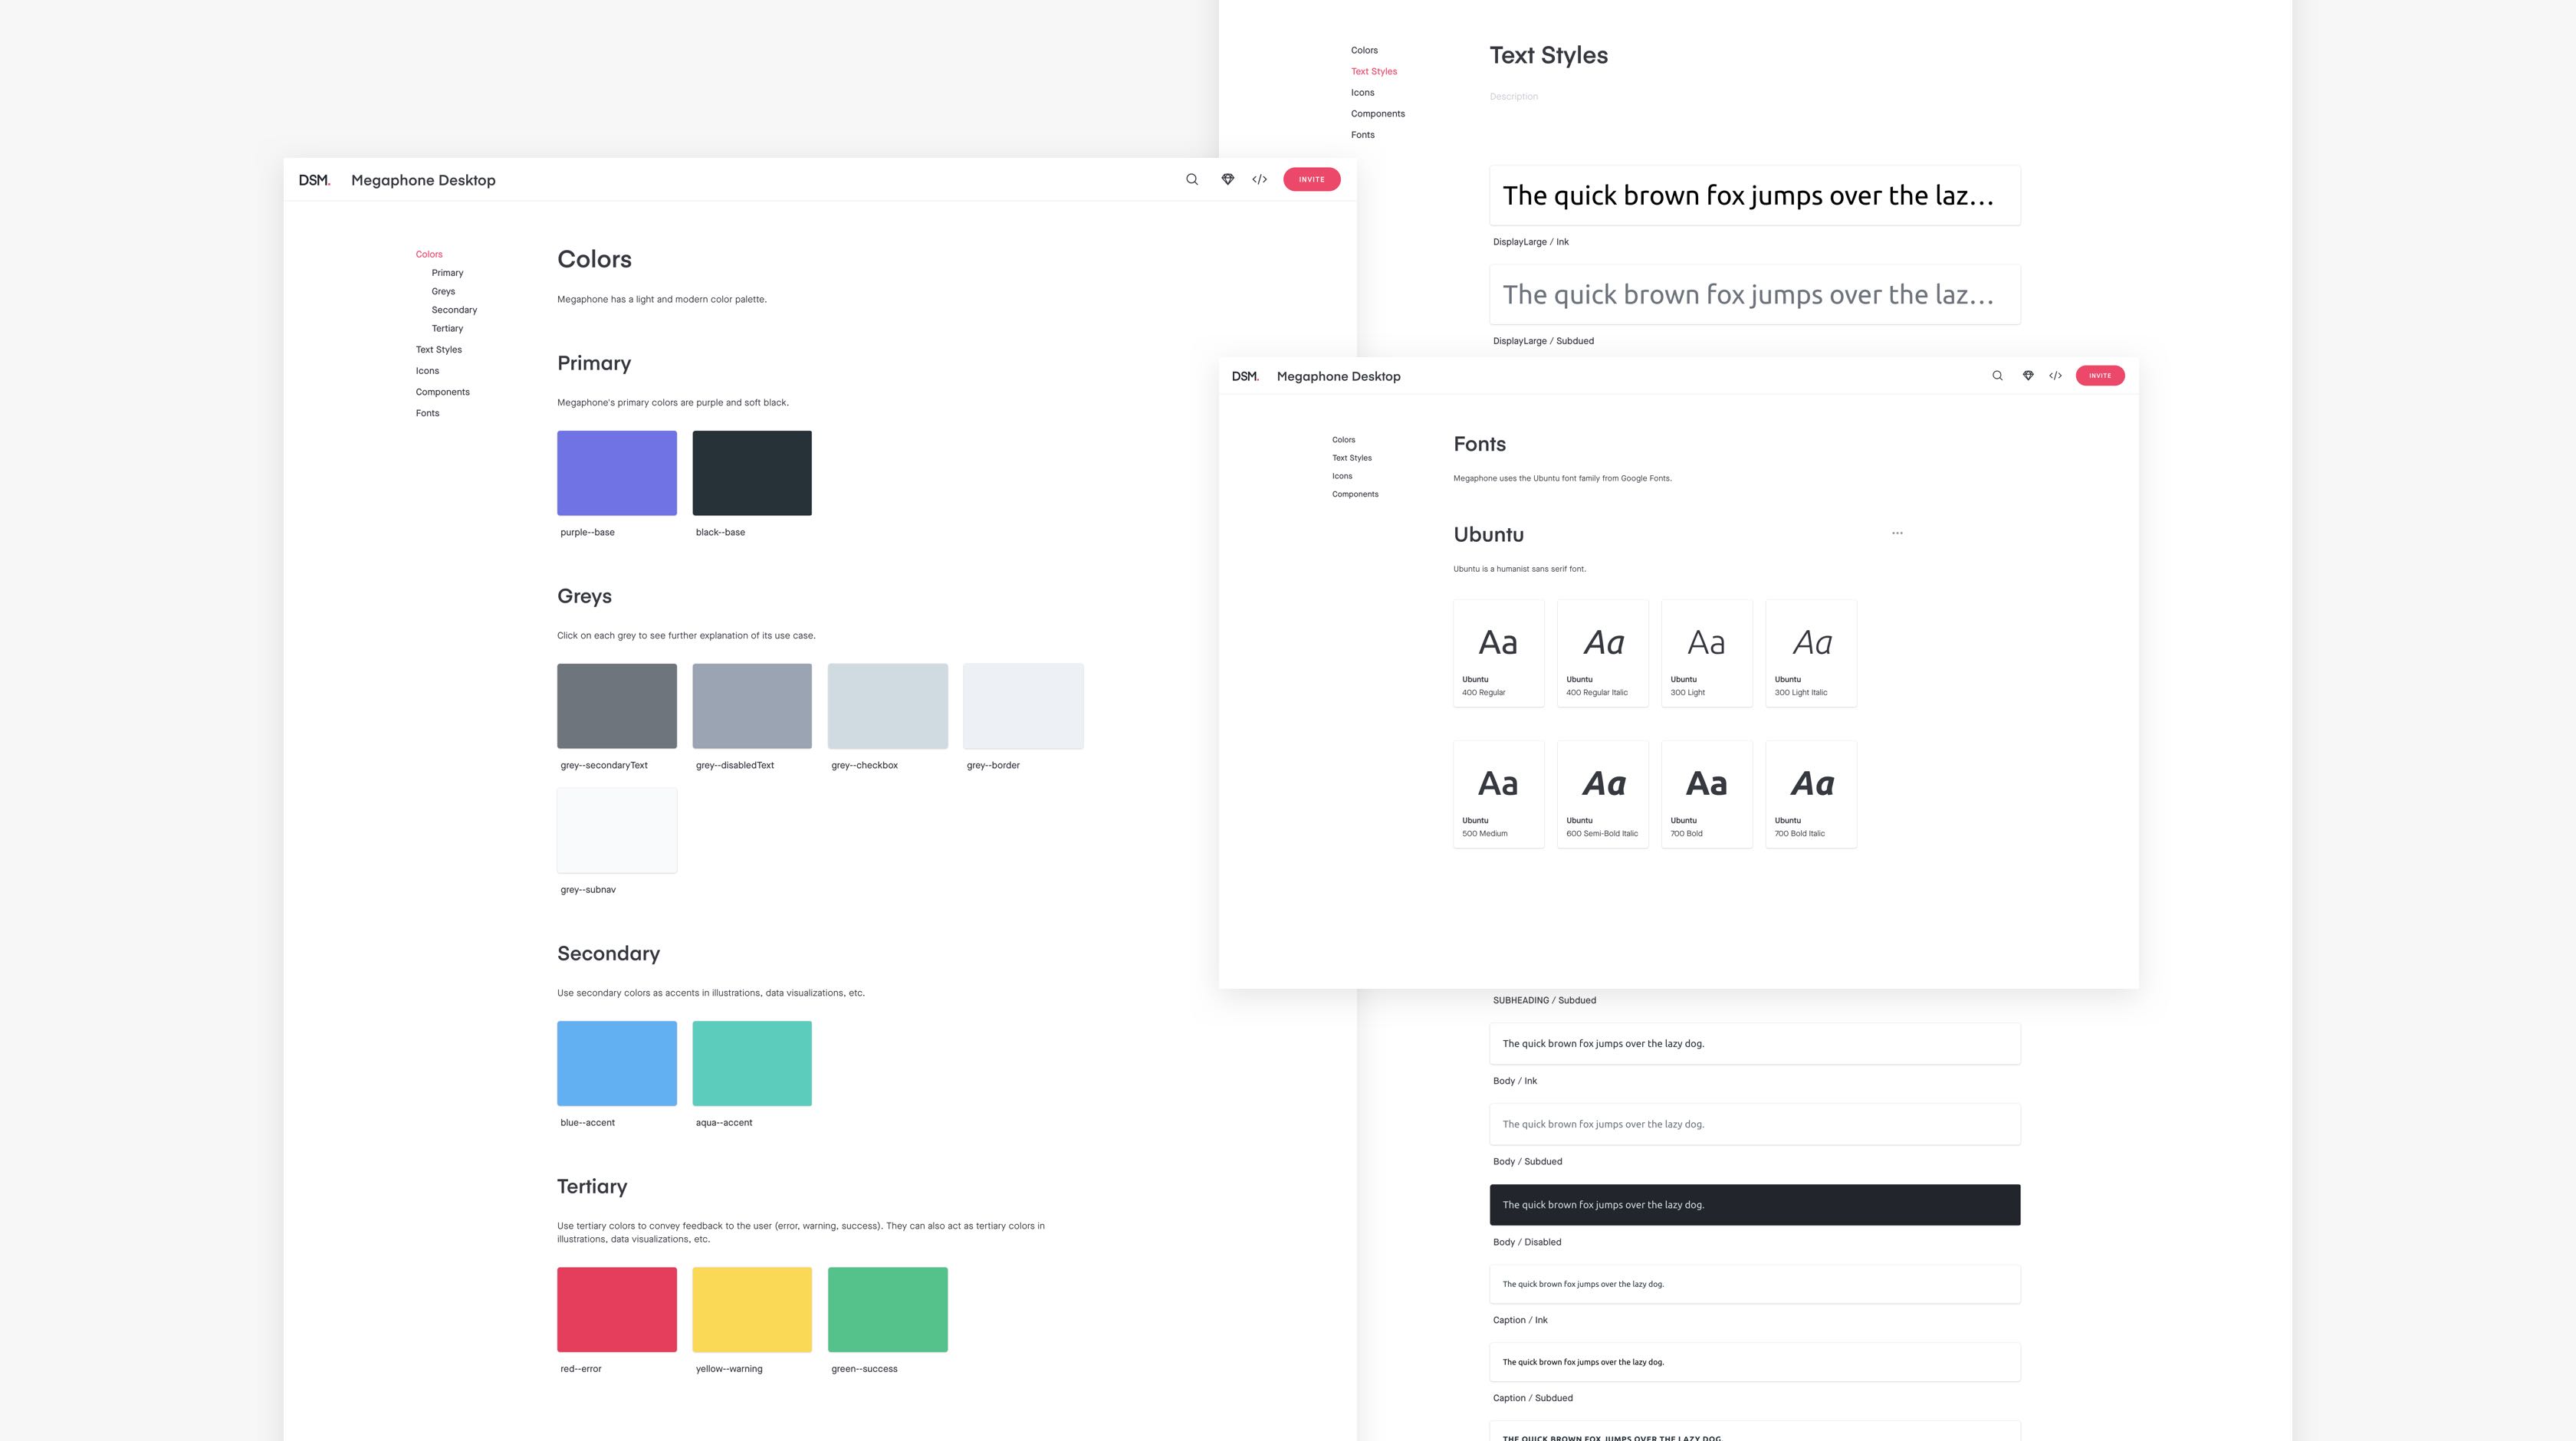 DSM.
Megaphone Desktop
INVITE
Colors
Primary
Greys
Secondary
Tertiary
Text Styles
Icons
Components
Fonts
Colors
Megaphone has a light and modern color palette.
Primary
Megaphone's primary colors are purple and soft black.
purple--base
black--base
Greys
Click on each grey to see further explanation of its use case.
grey--secondaryText
grey--disabledText
grey--checkbox
grey--border
grey--subnav
Secondary
Use secondary colors as accents in illustrations, data visualizations, etc.
blue--accent
aqua--accent
Tertiary
Use tertiary colors to convey feedback to the user (error, warning, success). They can also act as tertiary colors in
illustrations, data visualizations, etc.
red--error
yellow--warning
green--success
Colors
Text Styles
Icons
Components
Fonts
Text Styles
Description
The quick brown fox jumps over the laz...
DisplayLarge / Ink
The quick brown fox jumps over the laz...
DisplayLarge / Subdued
DSM.
Megaphone Desktop
INVITE
Colors
Text Styles
Icons
Components
Fonts
Megaphone uses the Ubuntu font family from Google Fonts.
Ubuntu
Ubuntu is a humanist sans serif font.
Aa
Ubuntu
400 Regular
Aa
Ubuntu
400 Regular Italic
Aa
Ubuntu
300 Light
Aa
Ubuntu
300 Light Italic
Aa
Ubuntu
500 Medium
Aa
Ubuntu
600 Semi-Bold Italic
Aa
Ubuntu
700 Bold
Aa
Ubuntu
700 Bold Italic
SUBHEADING / Subdued
The quick brown fox jumps over the lazy dog.
Body / Ink
The quick brown fox jumps over the lazy dog.
Body / Subdued
The quick brown fox jumps over the lazy dog.
Body / Disabled
The quick brown fox jumps over the lazy dog.
Caption / Ink
The quick brown fox jumps over the lazy dog.
Caption / Subdued
THE QUICK BROWN FOX JUMPS OVER THE LAZY DOG.